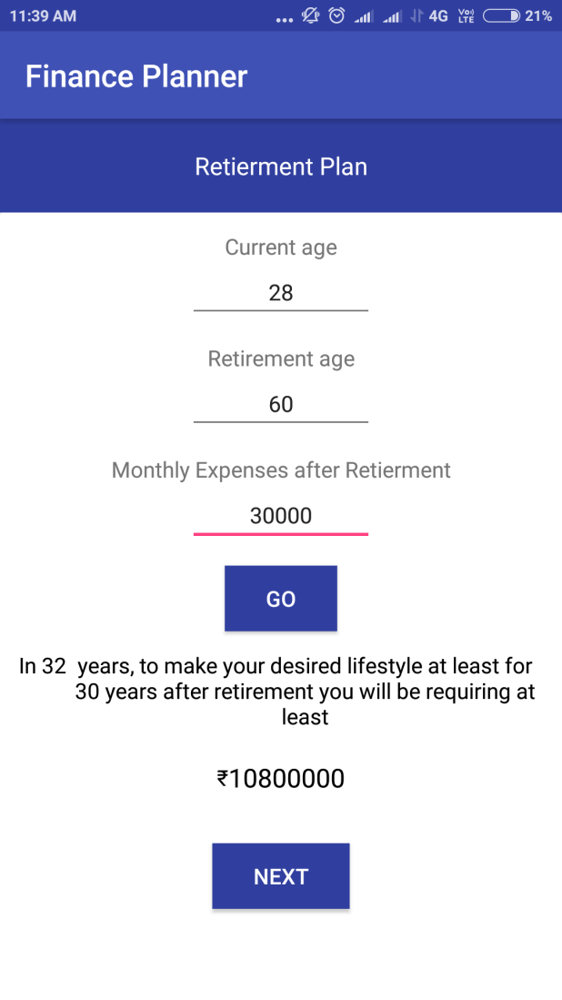 11:39 AM ... 4G Vo)) LTE 21%
Finance Planner
Retierment Plan
Current age
28
Retirement age
60
Monthly Expenses after Retierment
30000
GO
In 32  years, to make your desired lifestyle at least for
30 years after retirement you will be requiring at
least
₹10800000
NEXT